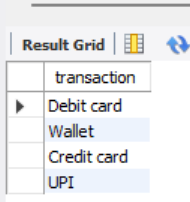 Result Grid
transaction
Debit card
Wallet
Credit card
UPI